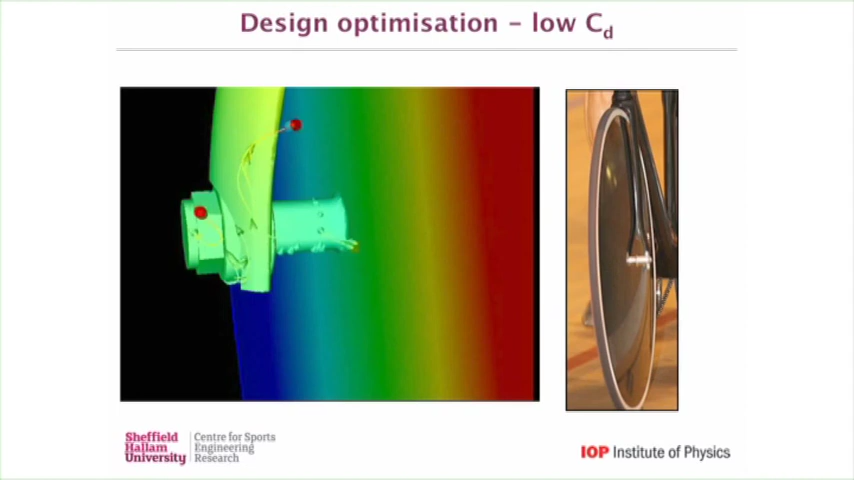 Design optimisation – low Cd
Sheffield
Hallam
University
Centre for Sports
Engineering
Research
IOP Institute of Physics